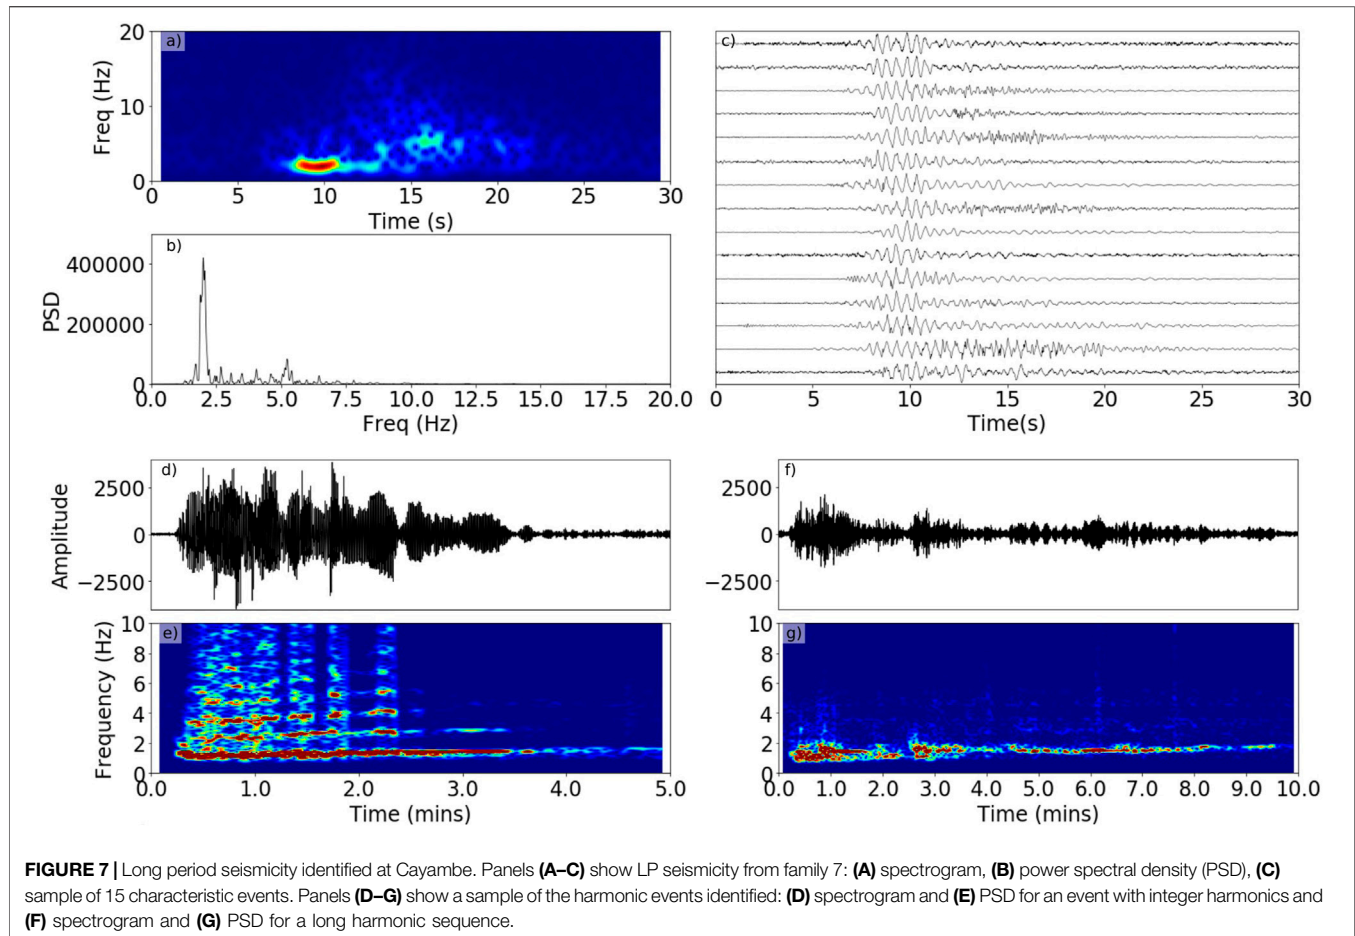 a)
20
10
0
Freq (Hz)
0 5 10 15 20 25 30
Time (s)
b)
400000
200000
0
PSD
0.0 2.5 5.0 7.5 10.0 12.5 15.0 17.5 20.0
Freq (Hz)
c)
0 5 10 15 20 25 30
Time(s)
d)
2500
0
−2500
Amplitude
e)
10
8
6
4
2
0
Frequency (Hz)
0.0 1.0 2.0 3.0 4.0 5.0
Time (mins)
f)
2500
0
−2500
g)
10
8
6
4
2
0
0.0 1.0 2.0 3.0 4.0 5.0 6.0 7.0 8.0 9.0 10.0
Time (mins)
FIGURE 7 | Long period seismicity identified at Cayambe. Panels (A–C) show LP seismicity from family 7: (A) spectrogram, (B) power spectral density (PSD), (C)
sample of 15 characteristic events. Panels (D–G) show a sample of the harmonic events identified: (D) spectrogram and (E) PSD for an event with integer harmonics and
(F) spectrogram and (G) PSD for a long harmonic sequence.